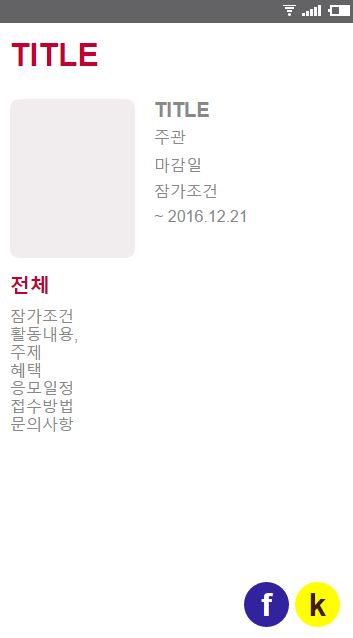 TITLE
TITLE
주관
마감일
잠가조건
~ 2016.12.21
전체
잠가조건
활동내용,
주제
혜택
응모일정
접수방법
문의사항
f
k